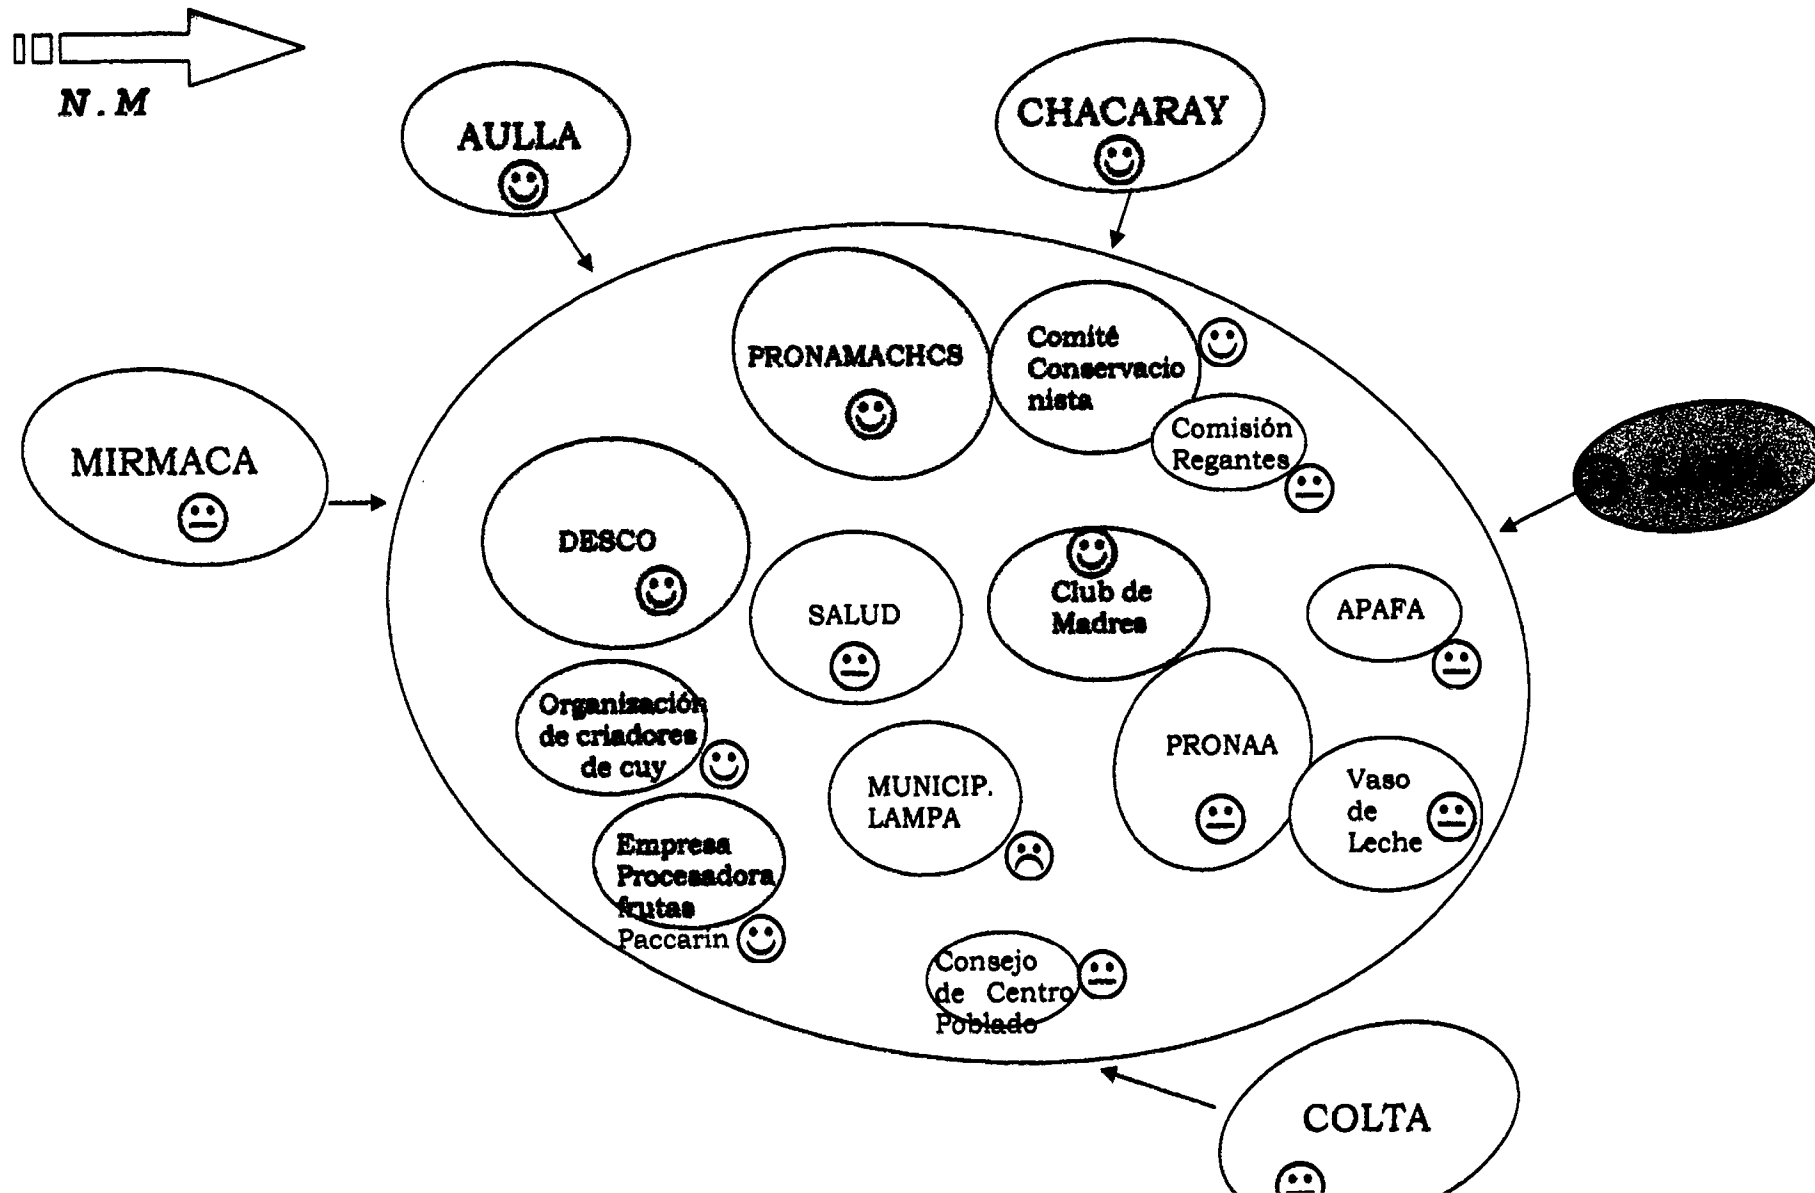 N.M
AULLA
CHACARAY
MIRMACA
PRONAMACHCS
Comité
Conservacio
nista
Comisión
Regantes
DESCO
SALUD
Club de
Madres
APAFA
Organización
de criadores
de cuy
MUNICIP.
LAMPA
PRONAA
Vaso
de
Leche
Empresa
Procesadora
frutas
Paccarin
Consejo
de Centro
Poblado
COLTA